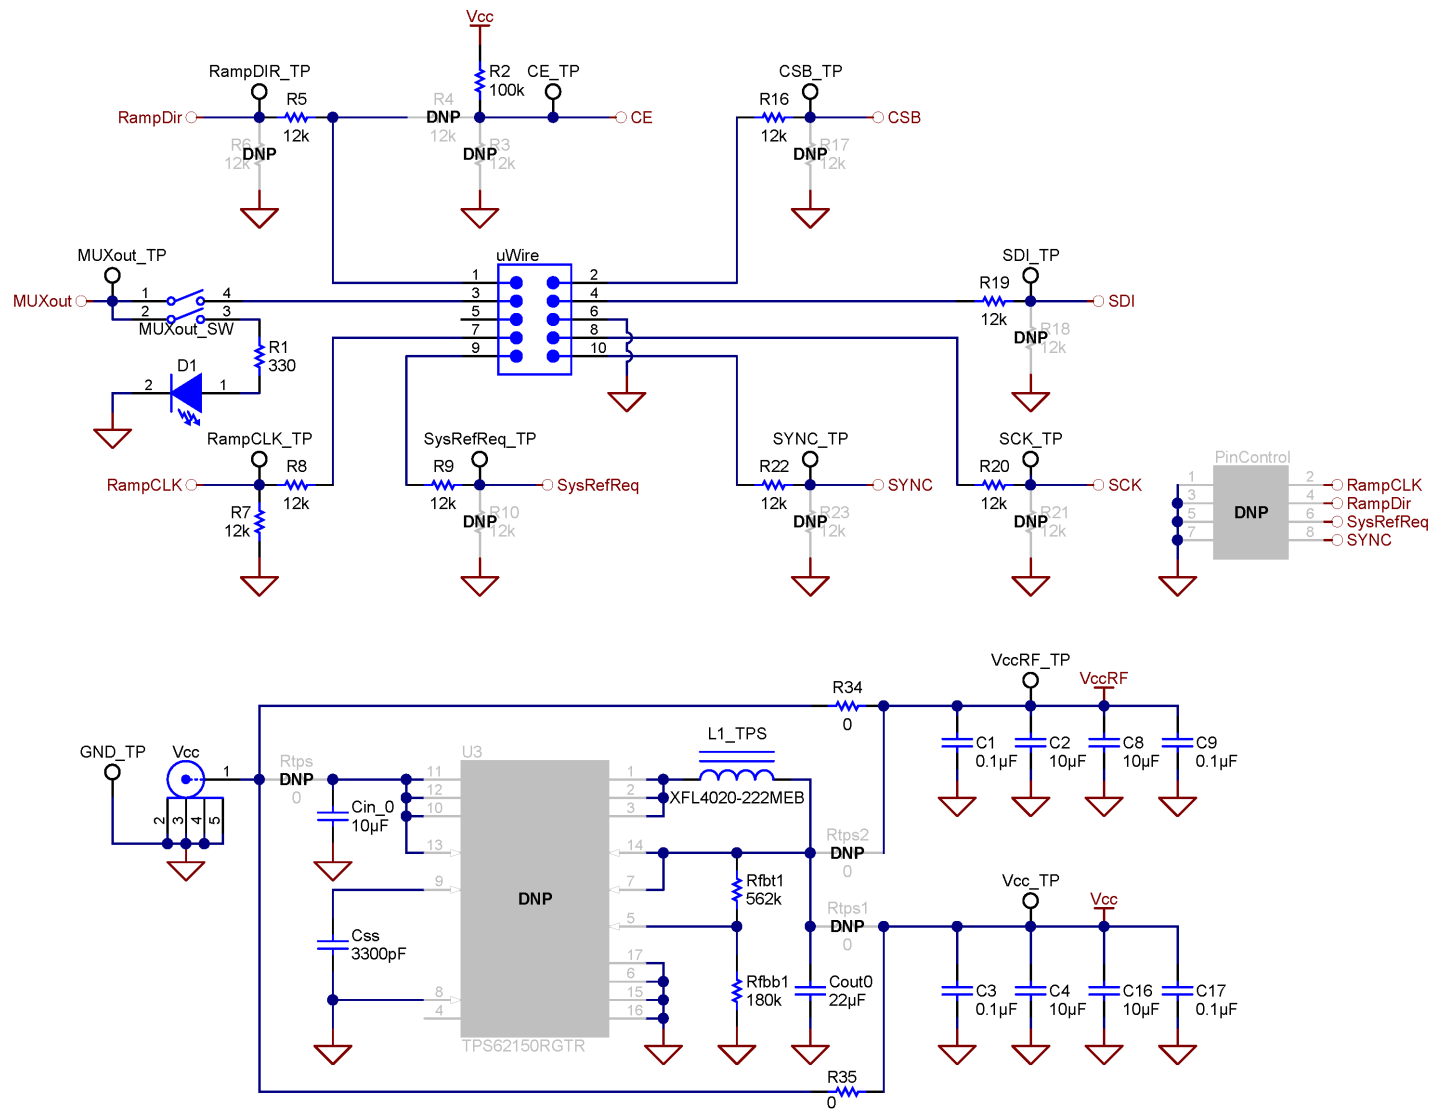 Vcc
RampDIR_TP
R2
100k
CE_TP
CSB_TP
RampDir
R5
12k
R4
DNP
12k
CE
R16
12k
CSB
R6
DNP
12k
R3
DNP
12k
R17
DNP
12k
MUXout_TP
uWire
SDI_TP
MUXout
1
4
2
3
MUXout_SW
1
3
5
7
9
2
4
6
8
10
R19
12k
SDI
R18
DNP
12k
R1
330
D1
2
1
RampCLK_TP
SysRefReq_TP
SYNC_TP
SCK_TP
RampCLK
R8
12k
R9
12k
SysRefReq
R22
12k
SYNC
R20
12k
SCK
R7
12k
R10
DNP
12k
R23
DNP
12k
R21
DNP
12k
PinControl
1
3
5
7
DNP
2
4
6
8
RampCLK
RampDir
SysRefReq
SYNC
VccRF_TP
VccRF
R34
0
C1
0.1µF
C2
10µF
C8
10µF
C9
0.1µF
GND_TP
Vcc
1
2
3
4
5
Rtps
DNP
0
Cin_0
10µF
U3
11
12
10
13
9
8
4
DNP
1
2
3
14
7
5
17
6
15
16
TPS62150RGTR
L1_TPS
XFL4020-222MEB
Rtps2
DNP
0
Rfbt1
562k
Rtps1
DNP
0
Css
3300pF
Rfbb1
180k
Cout0
22µF
Vcc_TP
Vcc
C3
0.1µF
C4
10µF
C16
10µF
C17
0.1µF
R35
0